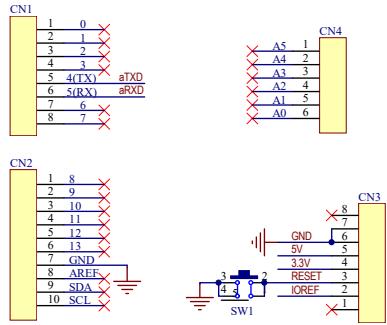 CN1
1 0
2 1
3 2
4 3
5 4(TX) aTXD
6 5(RX) aRXD
7 6
8 7
CN4
A5 1
A4 2
A3 3
A2 4
A1 5
A0 6
CN2
1 8
2 9
3 10
4 11
5 12
6 13
7 GND
8 AREF
9 SDA
10 SCL
CN3
8
7
GND 6
5V 5
3.3V 4
RESET 3
IOREF 2
1
3 2
4 5
SW1